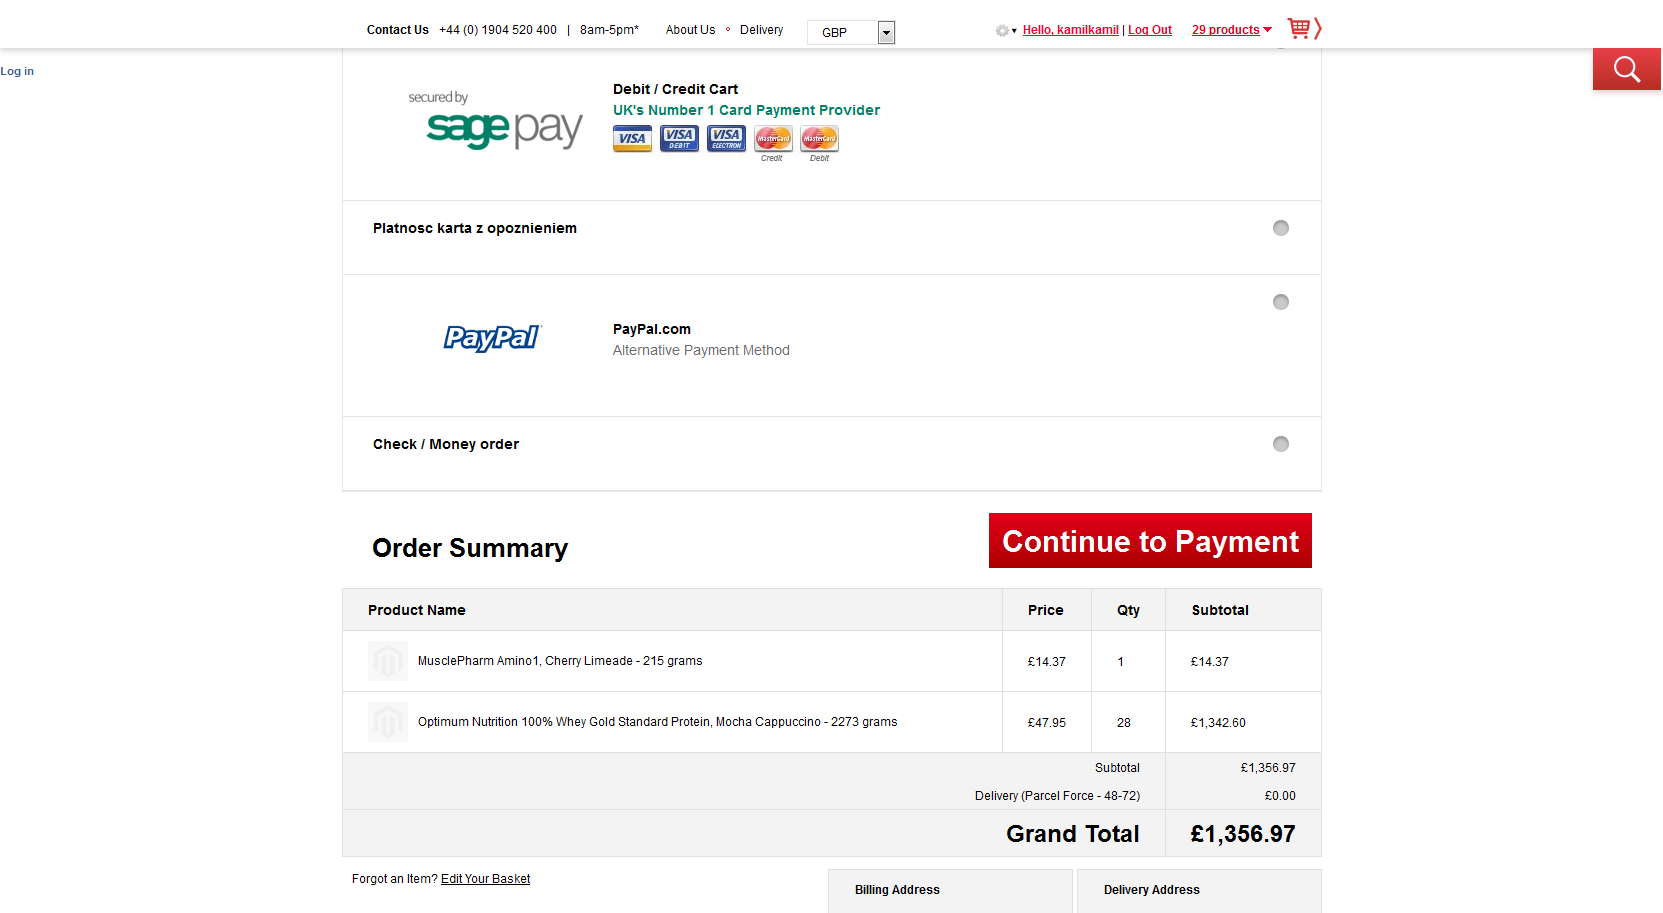 Contact Us +44 (0) 1904 520 400 | 8am-5pm* About Us Delivery GBP Hello, kamilkamil | Log Out 29 products
Log in
secured by
sage pay
Debit / Credit Cart
UK's Number 1 Card Payment Provider
VISA VISA DEBIT VISA ELECTRON MasterCard MasterCard
Credit Debit
Platnosc karta z opoznieniem
PayPal
PayPal.com
Alternative Payment Method
Check / Money order
Order Summary
Continue to Payment
Product Name Price Qty Subtotal
MusclePharm Amino1, Cherry Limeade - 215 grams £14.37 1 £14.37
Optimum Nutrition 100% Whey Gold Standard Protein, Mocha Cappuccino - 2273 grams £47.95 28 £1,342.60
Subtotal £1,356.97
Delivery (Parcel Force - 48-72) £0.00
Grand Total £1,356.97
Forgot an Item? Edit Your Basket
Billing Address Delivery Address